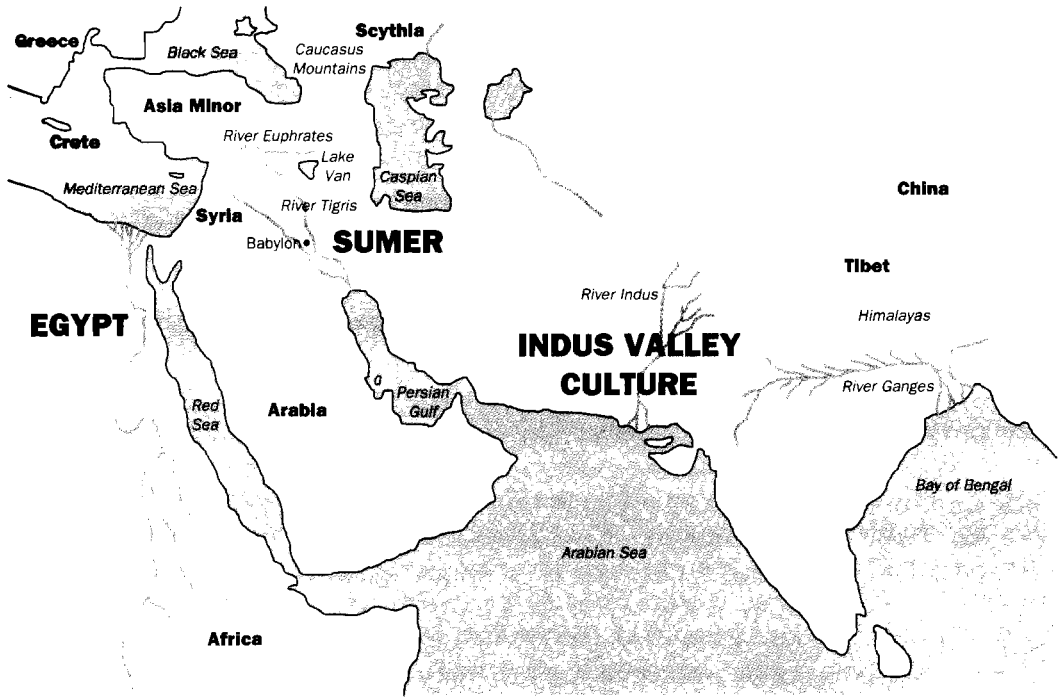 Scythia
Greece
Black Sea
Caucasus
Mountains
Asia Minor
River Euphrates
Crete
Lake
Van
Caspian
Sea
Mediterranean Sea
China
River Tigris
Syria
Babylon
SUMER
Tibet
River Indus
EGYPT
Himalayas
INDUS VALLEY
CULTURE
River Ganges
Persian
Gulf
Red
Sea
Arabia
Bay of Bengal
Arabian Sea
Africa